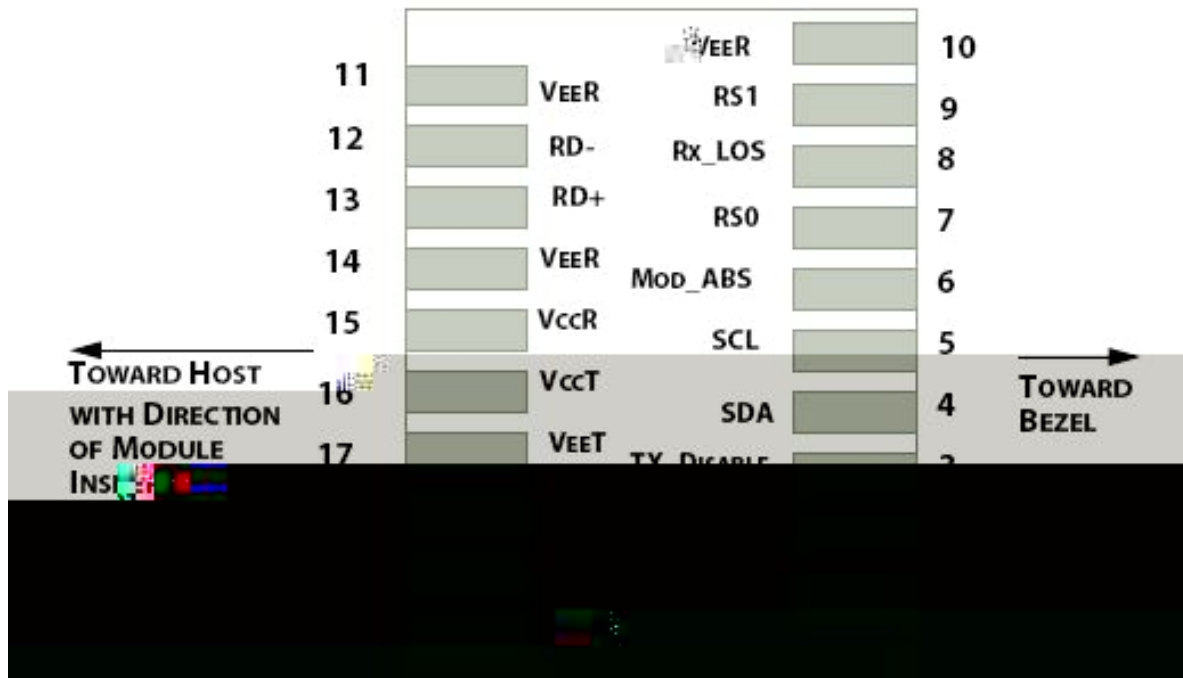 VEER 10
11 VEER
RS1 9
12 RD-
RX_LOS 8
13 RD+
RS0 7
14 VEER
MOD_ABS 6
15 VCCR
SCL 5
TOWARD HOST
WITH DIRECTION
OF MODULE
16 VCCT
SDA 4
TOWARD
BEZEL
17 VEET
TX_DISABLE